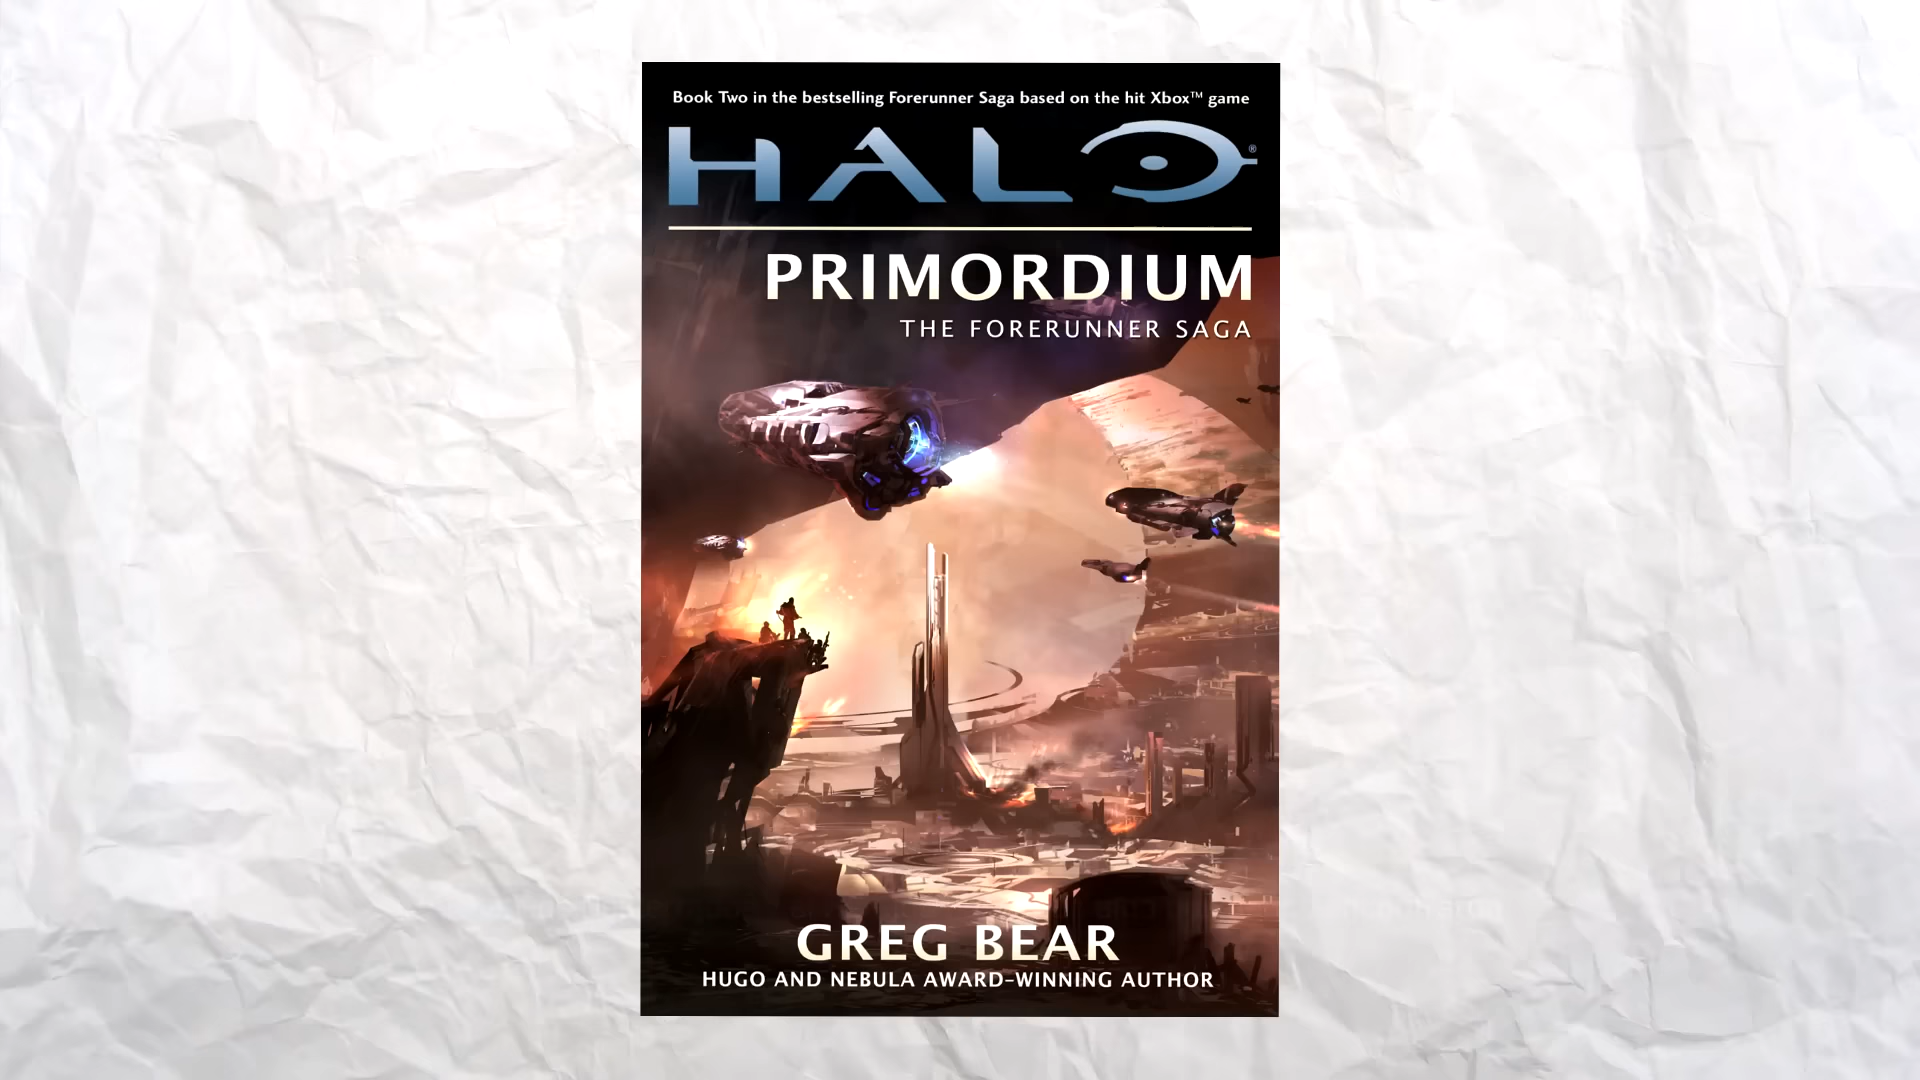 Book Two in the bestselling Forerunner Saga based on the hit Xbox™ game
HALO®
PRIMORDIUM
THE FORERUNNER SAGA
GREG BEAR
HUGO AND NEBULA AWARD-WINNING AUTHOR